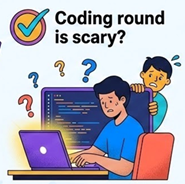 Coding round
is scary?
? ? ? ?